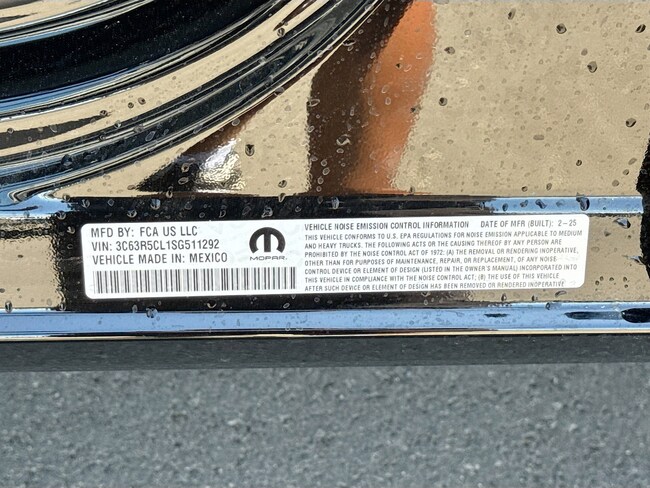 MFD BY: FCA US LLC
VIN: 3C63R5CL1SG511292
VEHICLE MADE IN: MEXICO
MOPAR
VEHICLE NOISE EMISSION CONTROL INFORMATION DATE OF MFR (BUILT): 2-25
THIS VEHICLE CONFORMS TO U.S. EPA REGULATIONS FOR NOISE EMISSION APPLICABLE TO MEDIUM
AND HEAVY TRUCKS. THE FOLLOWING ACTS OR THE CAUSING THEREOF BY ANY PERSON ARE
PROHIBITED BY THE NOISE CONTROL ACT OF 1972: (A) THE REMOVAL OR RENDERING INOPERATIVE,
OTHER THAN FOR PURPOSES OF MAINTENANCE, REPAIR, OR REPLACEMENT, OF ANY NOISE
CONTROL DEVICE OR ELEMENT OF DESIGN (LISTED IN THE OWNER'S MANUAL) INCORPORATED INTO
THIS VEHICLE IN COMPLIANCE WITH THE NOISE CONTROL ACT; (B) THE USE OF THIS VEHICLE
AFTER SUCH DEVICE OR ELEMENT OF DESIGN HAS BEEN REMOVED OR RENDERED INOPERATIVE.